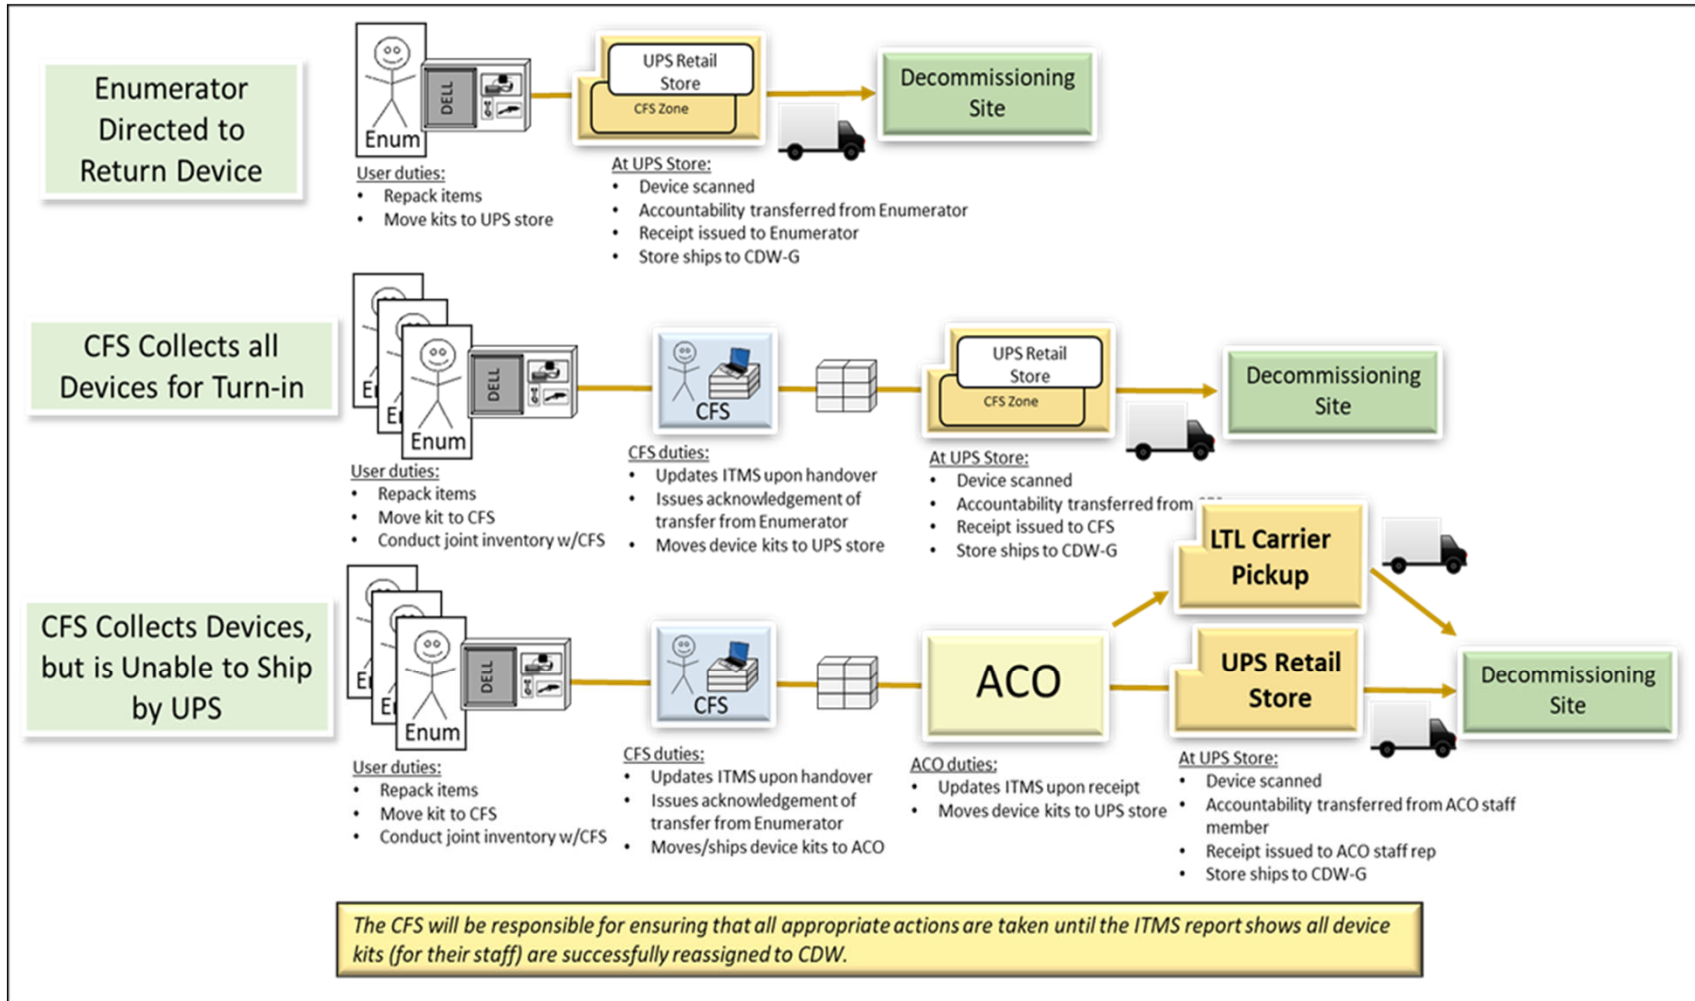 Enumerator
Directed to
Return Device
Enum
DELL
UPS Retail
Store
CFS Zone
Decommissioning
Site
User duties:
• Repack items
• Move kits to UPS store
At UPS Store:
• Device scanned
• Accountability transferred from Enumerator
• Receipt issued to Enumerator
• Store ships to CDW-G
CFS Collects all
Devices for Turn-in
Enum
DELL
CFS
UPS Retail
Store
CFS Zone
Decommissioning
Site
User duties:
• Repack items
• Move kit to CFS
• Conduct joint inventory w/CFS
CFS duties:
• Updates ITMS upon handover
• Issues acknowledgement of
transfer from Enumerator
• Moves device kits to UPS store
At UPS Store:
• Device scanned
• Accountability transferred from
• Receipt issued to CFS
• Store ships to CDW-G
CFS Collects Devices,
but is Unable to Ship
by UPS
Enum
DELL
CFS
ACO
LTL Carrier
Pickup
UPS Retail
Store
Decommissioning
Site
User duties:
• Repack items
• Move kit to CFS
• Conduct joint inventory w/CFS
CFS duties:
• Updates ITMS upon handover
• Issues acknowledgement of
transfer from Enumerator
• Moves/ships device kits to ACO
ACO duties:
• Updates ITMS upon receipt
• Moves device kits to UPS store
At UPS Store:
• Device scanned
• Accountability transferred from ACO staff
member
• Receipt issued to ACO staff rep
• Store ships to CDW-G
The CFS will be responsible for ensuring that all appropriate actions are taken until the ITMS report shows all device
kits (for their staff) are successfully reassigned to CDW.